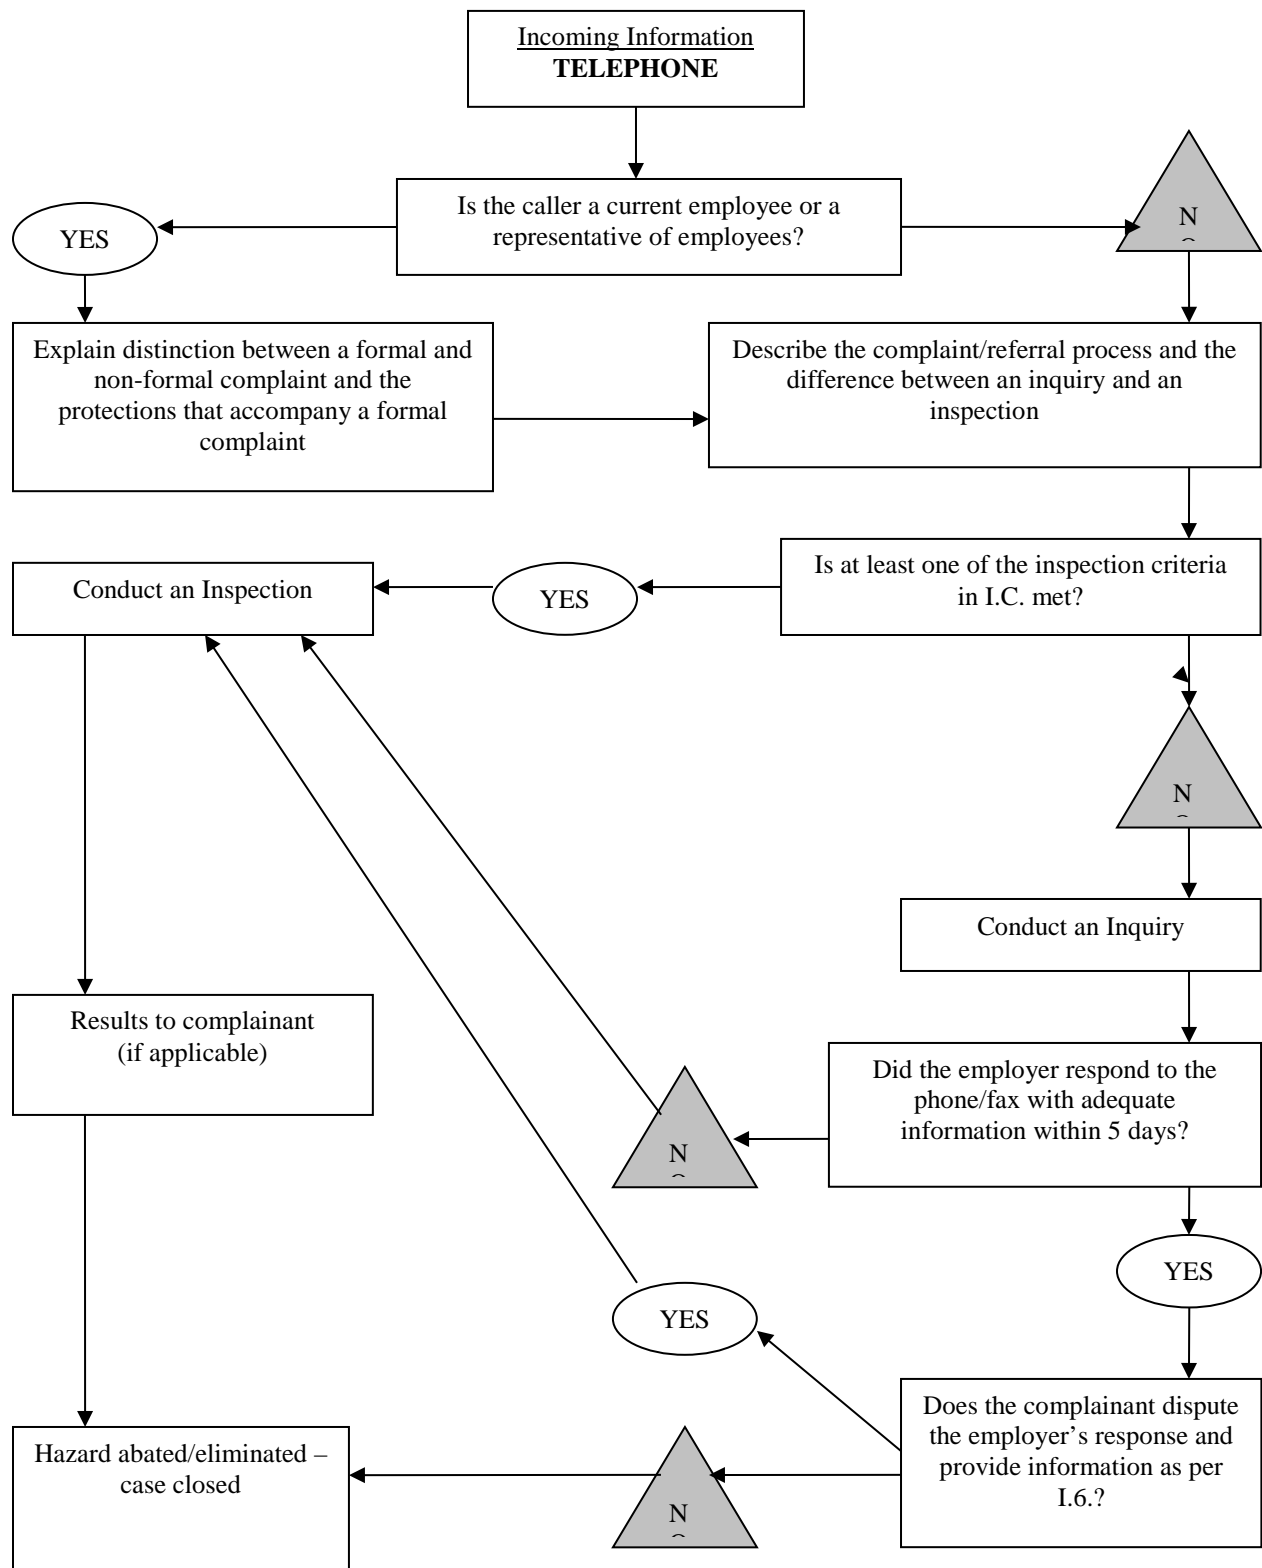 Incoming Information
TELEPHONE
Is the caller a current employee or a
representative of employees?
YES
N
Explain distinction between a formal and
non-formal complaint and the
protections that accompany a formal
complaint
Describe the complaint/referral process and the
difference between an inquiry and an
inspection
Is at least one of the inspection criteria
in I.C. met?
YES
Conduct an Inspection
N
Conduct an Inquiry
Results to complainant
(if applicable)
Did the employer respond to the
phone/fax with adequate
information within 5 days?
N
YES
YES
Does the complainant dispute
the employer’s response and
provide information as per
I.6.?
N
Hazard abated/eliminated –
case closed